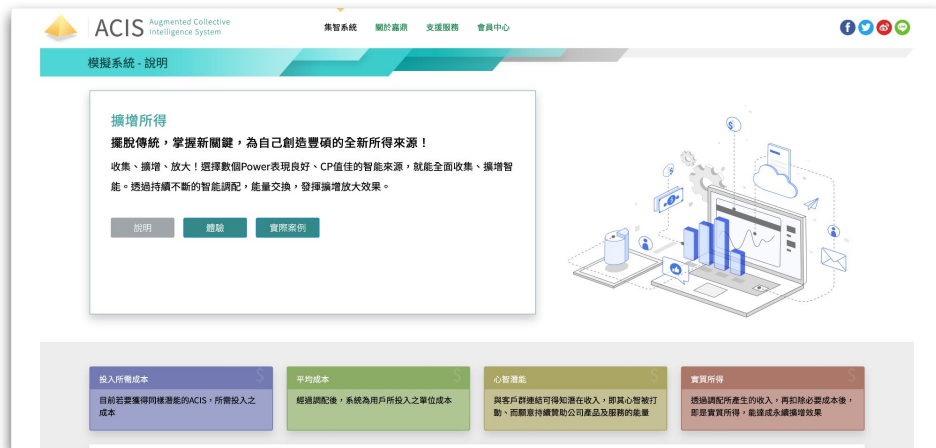 ACIS Augmented Collective
Intelligence System
集智系統 關於嘉鼎 支援服務 會員中心
模擬系統 - 說明
擴增所得
擺脫傳統，掌握新關鍵，為自己創造豐碩的全新所得來源！
收集、擴增、放大！選擇數個Power表現良好、CP值佳的智能來源，就能全面收集、擴增智
能。透過持續不斷的智能調配，能量交換，發揮擴增放大效果。
說明 體驗 實際案例
投入所需成本
目前若要獲得同樣潛能的ACIS，所需投入之
成本
平均成本
經過調配後，系統為用戶所投入之單位成本
心智潛能
與客戶群連結可得知潛在收入，即其心智被打
動、而願意持續贊助公司產品及服務的能量
實質所得
透過調配所產生的收入，再扣除必要成本後，
即是實質所得，能達成永續擴增效果